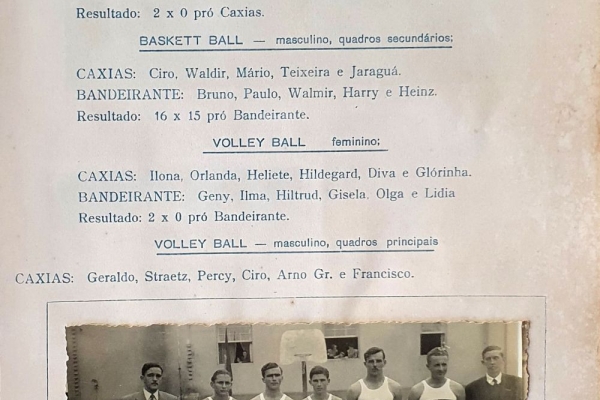 Resultado: 2 x 0 pró Caxias.
BASKETT BALL — masculino, quadros secundários;
CAXIAS: Ciro, Waldir, Mário, Teixeira e Jaraguá.
BANDEIRANTE: Bruno, Paulo, Walmir, Harry e Heinz.
Resultado: 16 x 15 pró Bandeirante.
VOLLEY BALL feminino;
CAXIAS: Ilona, Orlanda, Heliete, Hildegard, Diva e Glórinha.
BANDEIRANTE: Geny, Ilma, Hiltrud, Gisela, Olga e Lidia
Resultado: 2 x 0 pró Bandeirante.
VOLLEY BALL — masculino, quadros principais
CAXIAS: Geraldo, Straetz, Percy, Ciro, Arno Gr. e Francisco.